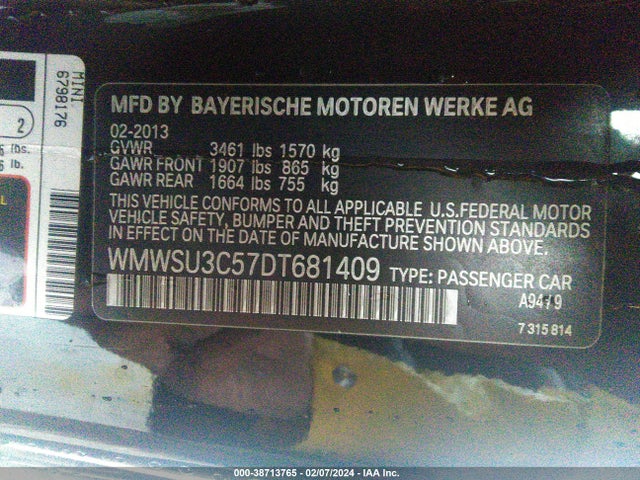 MFD BY BAYERISCHE MOTOREN WERKE AG
02-2013
GVWR 3461 lbs 1570 kg
GAWR FRONT 1907 lbs 865 kg
GAWR REAR 1664 lbs 755 kg
THIS VEHICLE CONFORMS TO ALL APPLICABLE U.S.FEDERAL MOTOR
VEHICLE SAFETY, BUMPER AND THEFT PREVENTION STANDARDS
IN EFFECT ON THE DATE OF MANUFACTURE SHOWN ABOVE.
WMWSU3C57DT681409 TYPE: PASSENGER CAR
7 315 814
MINI
6798176
2
lbs.
lb.
000-38713765 - 02/07/2024 - IAA Inc.